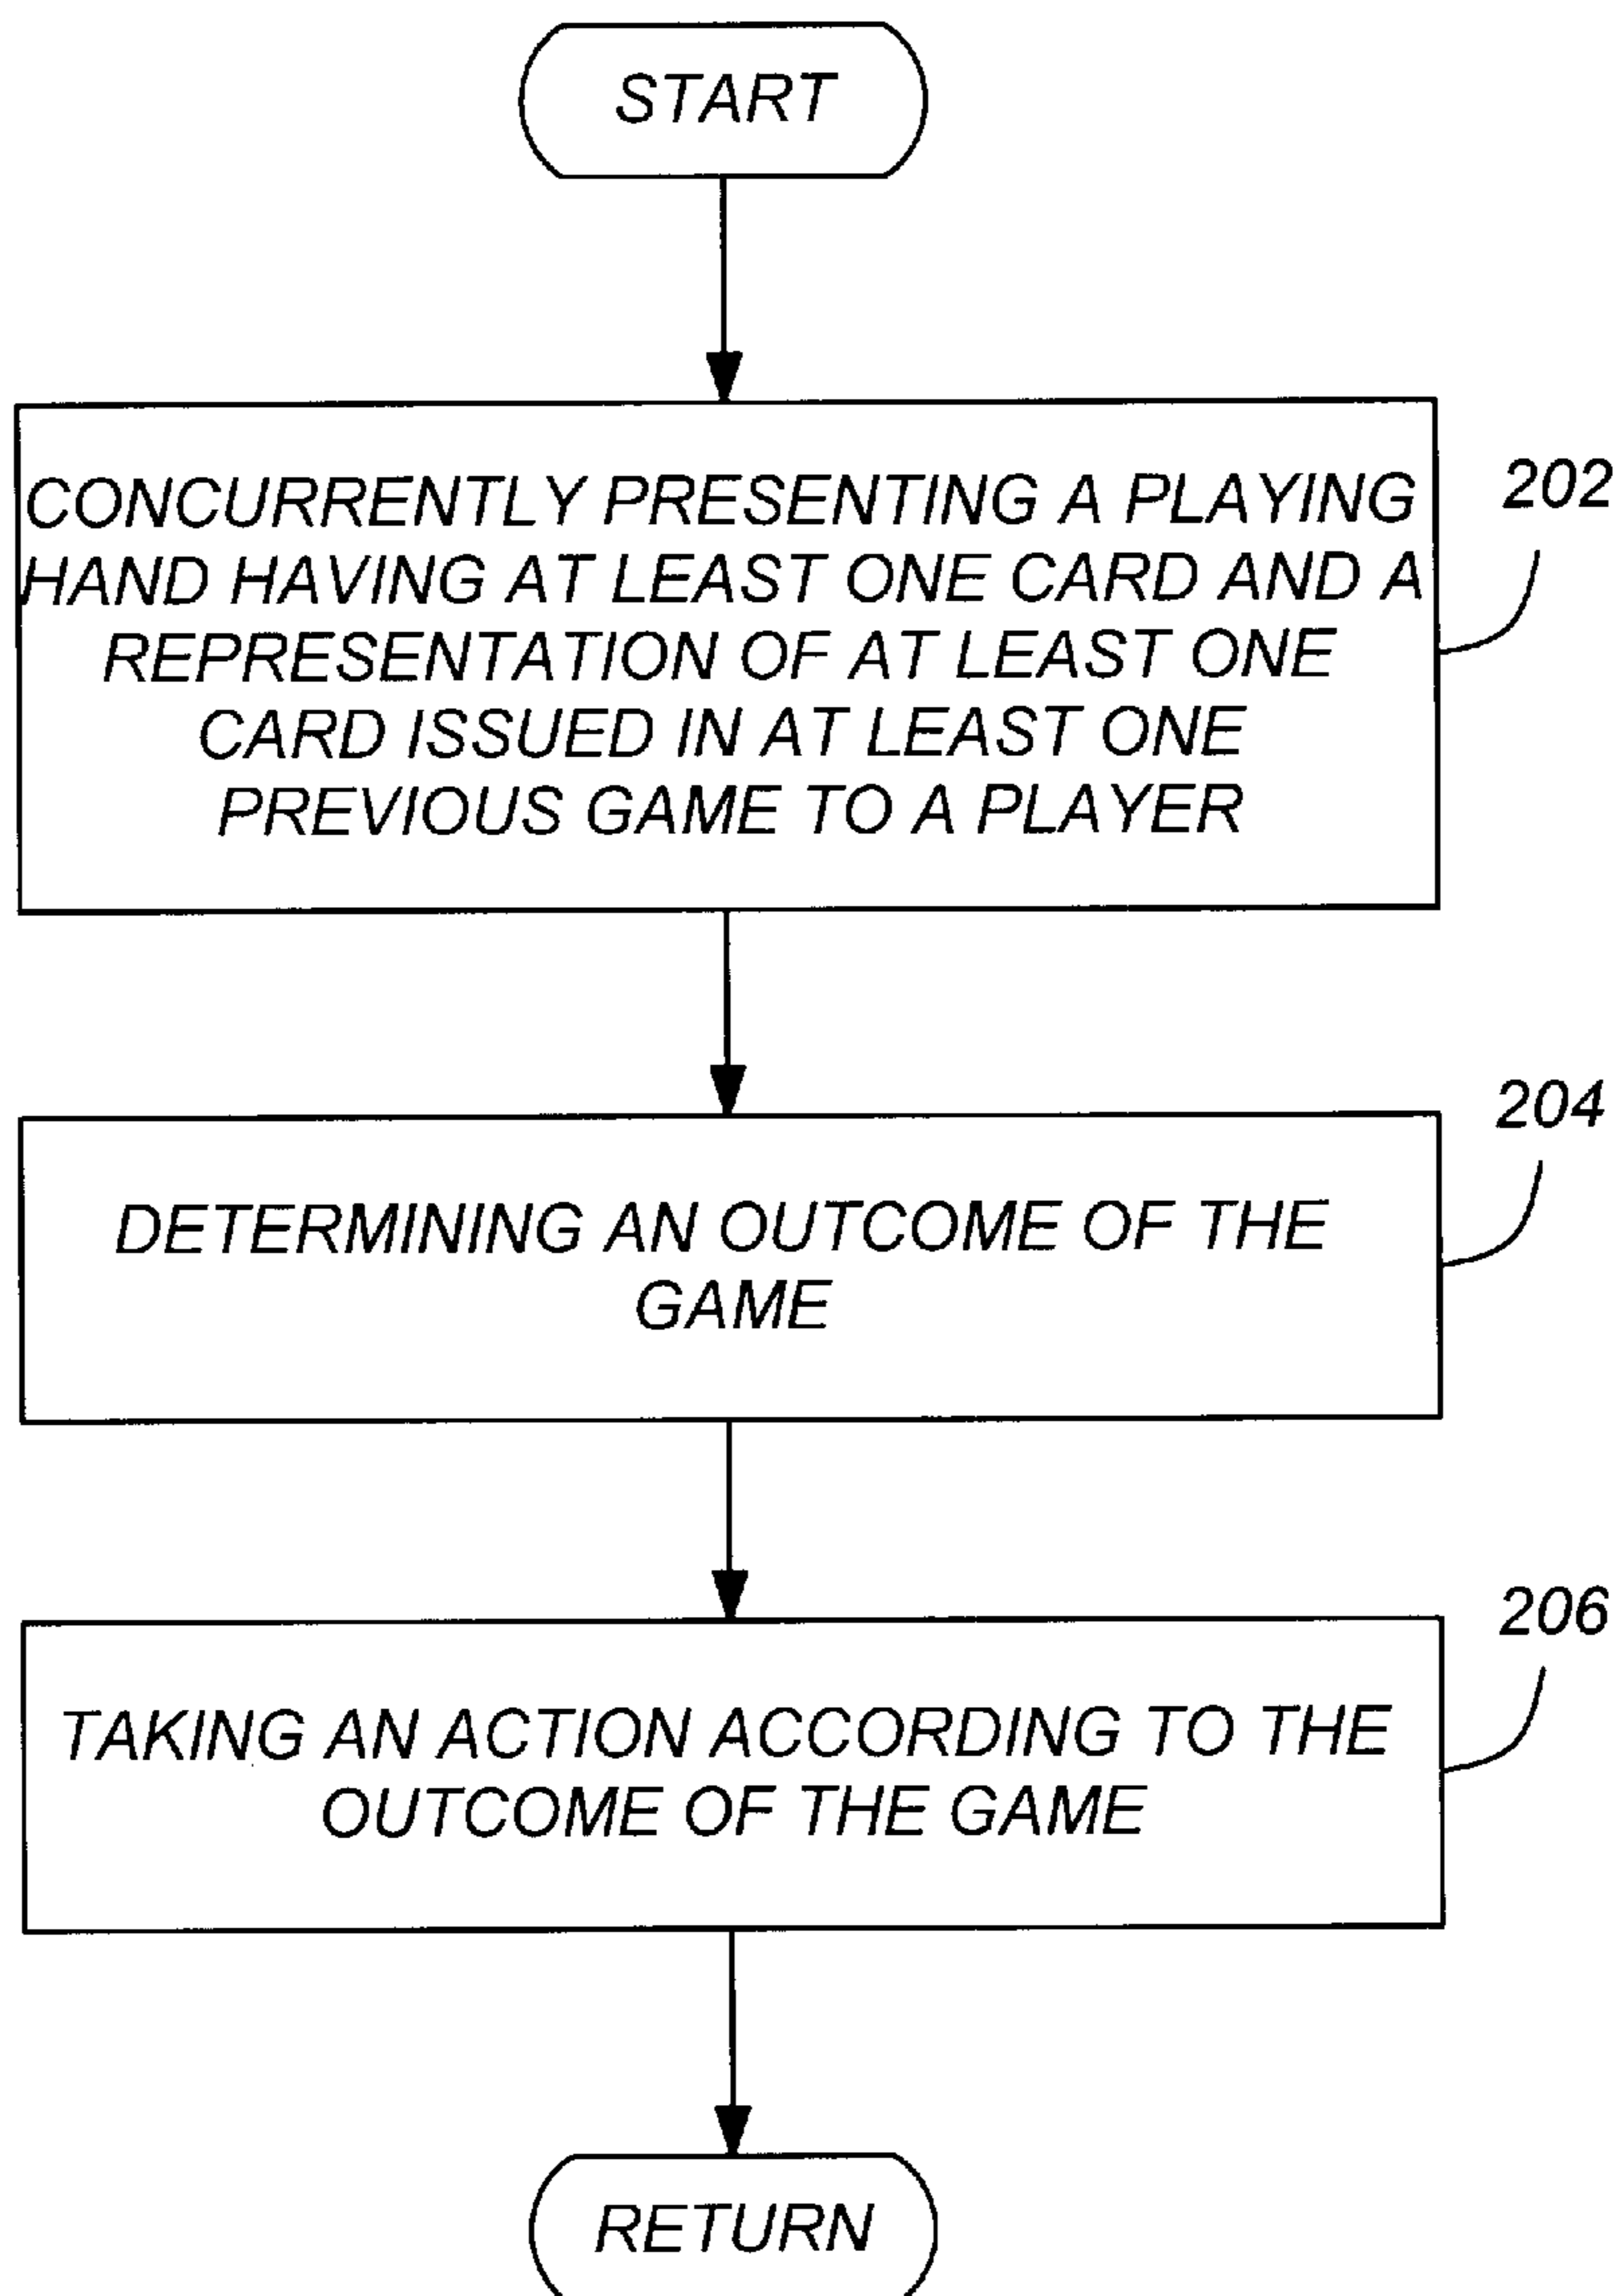 START
CONCURRENTLY PRESENTING A PLAYING
HAND HAVING AT LEAST ONE CARD AND A
REPRESENTATION OF AT LEAST ONE
CARD ISSUED IN AT LEAST ONE
PREVIOUS GAME TO A PLAYER
202
DETERMINING AN OUTCOME OF THE
GAME
204
TAKING AN ACTION ACCORDING TO THE
OUTCOME OF THE GAME
206
RETURN